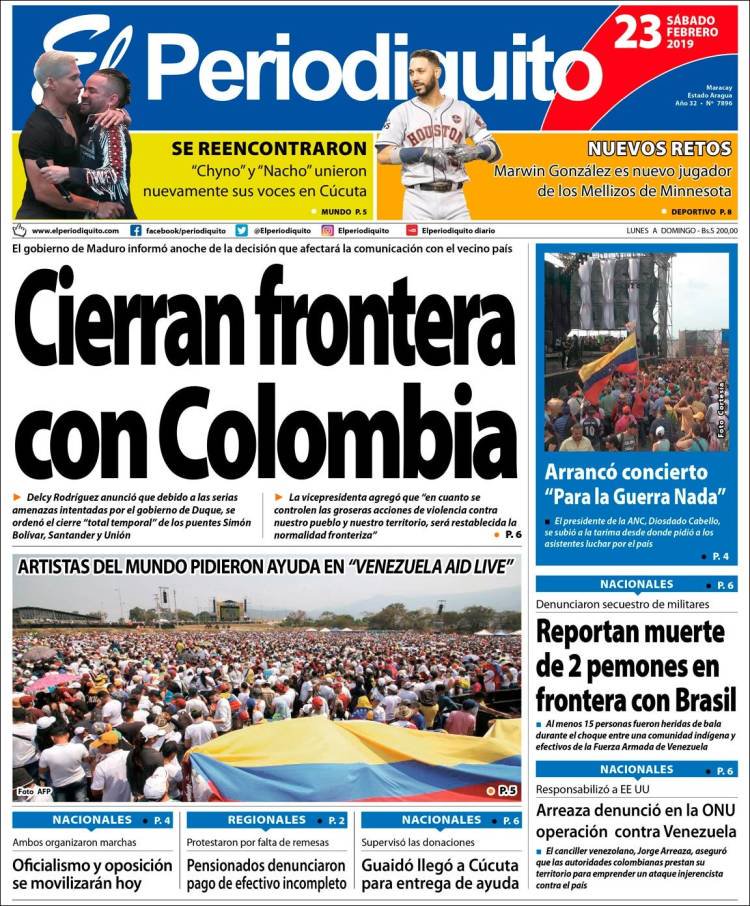 El Periodiquito
23 SÁBADO
FEBRERO
2019
Maracay
Estado Aragua
Año 32 • Nº 7896
SE REENCONTRARON
"Chyno" y "Nacho" unieron
nuevamente sus voces en Cúcuta
MUNDO P. 5
HOUSTON
NUEVOS RETOS
Marwin González es nuevo jugador
de los Mellizos de Minnesota
DEPORTIVO P. 8
www.elperiodiquito.com facebook/periodiquito @Elperiodiquito Elperiodiquito Elperiodiquito diario LUNES A DOMINGO - Bs.S 200,00
El gobierno de Maduro informó anoche de la decisión que afectará la comunicación con el vecino país
Cierran frontera
con Colombia
Delcy Rodríguez anunció que debido a las serias
amenazas intentadas por el gobierno de Duque, se
ordenó el cierre "total temporal" de los puentes Simón
Bolívar, Santander y Unión
La vicepresidenta agregó que "en cuanto se
controlen las groseras acciones de violencia contra
nuestro pueblo y nuestro territorio, será restablecida la
normalidad fronteriza"
P. 6
Foto Cortesía
Arrancó concierto
"Para la Guerra Nada"
El presidente de la ANC, Diosdado Cabello,
se subió a la tarima desde donde pidió a los
asistentes luchar por el país
P. 4
ARTISTAS DEL MUNDO PIDIERON AYUDA EN "VENEZUELA AID LIVE"
Foto AFP
P.5
NACIONALES P. 6
Denunciaron secuestro de militares
Reportan muerte
de 2 pemones en
frontera con Brasil
Al menos 15 personas fueron heridas de bala
durante el choque entre una comunidad indígena y
efectivos de la Fuerza Armada de Venezuela
NACIONALES P. 6
Responsabilizó a EE UU
Arreaza denunció en la ONU
operación contra Venezuela
El canciller venezolano, Jorge Arreaza, aseguró
que las autoridades colombianas prestan su
territorio para emprender un ataque injerencista
contra el país
NACIONALES P. 4
Ambos organizaron marchas
Oficialismo y oposición
se movilizarán hoy
REGIONALES P. 2
Protestaron por falta de remesas
Pensionados denunciaron
pago de efectivo incompleto
NACIONALES P. 6
Supervisó las donaciones
Guaidó llegó a Cúcuta
para entrega de ayuda